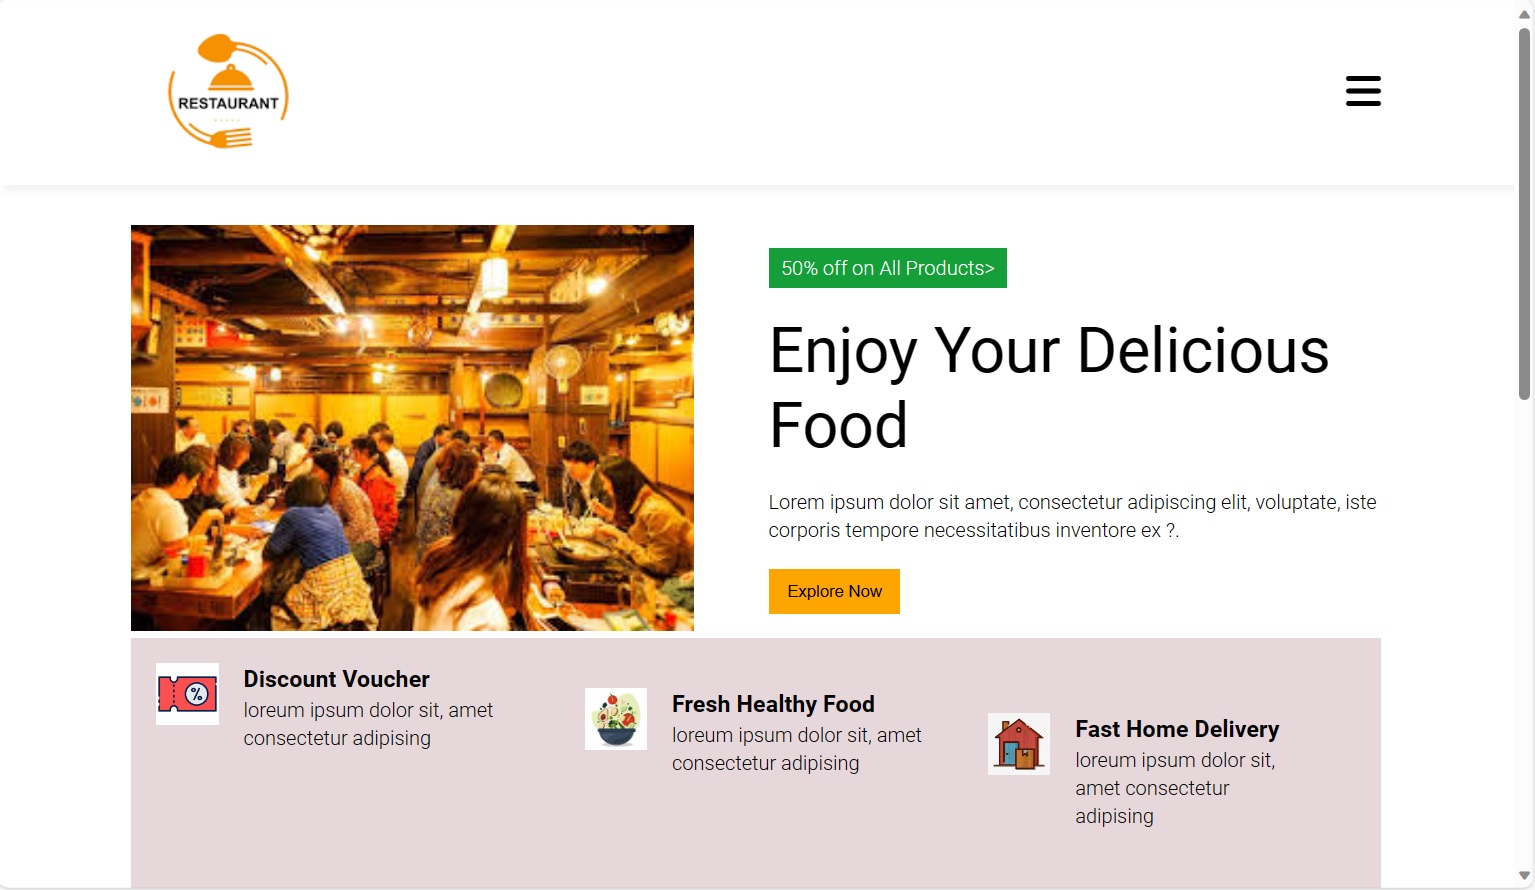 RESTAURANT
50% off on All Products>
Enjoy Your Delicious
Food
Lorem ipsum dolor sit amet, consectetur adipiscing elit, voluptate, iste
corporis tempore necessitatibus inventore ex ?.
Explore Now
%
Discount Voucher
loreum ipsum dolor sit, amet
consectetur adipising
Fresh Healthy Food
loreum ipsum dolor sit, amet
consectetur adipising
Fast Home Delivery
loreum ipsum dolor sit,
amet consectetur
adipising